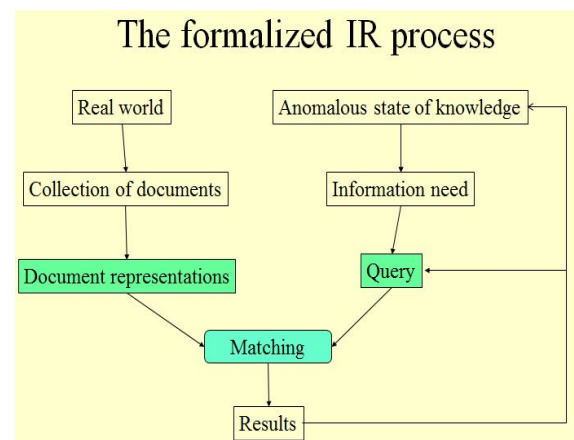 The formalized IR process
Real world
Anomalous state of knowledge
Collection of documents
Information need
Document representations
Query
Matching
Results